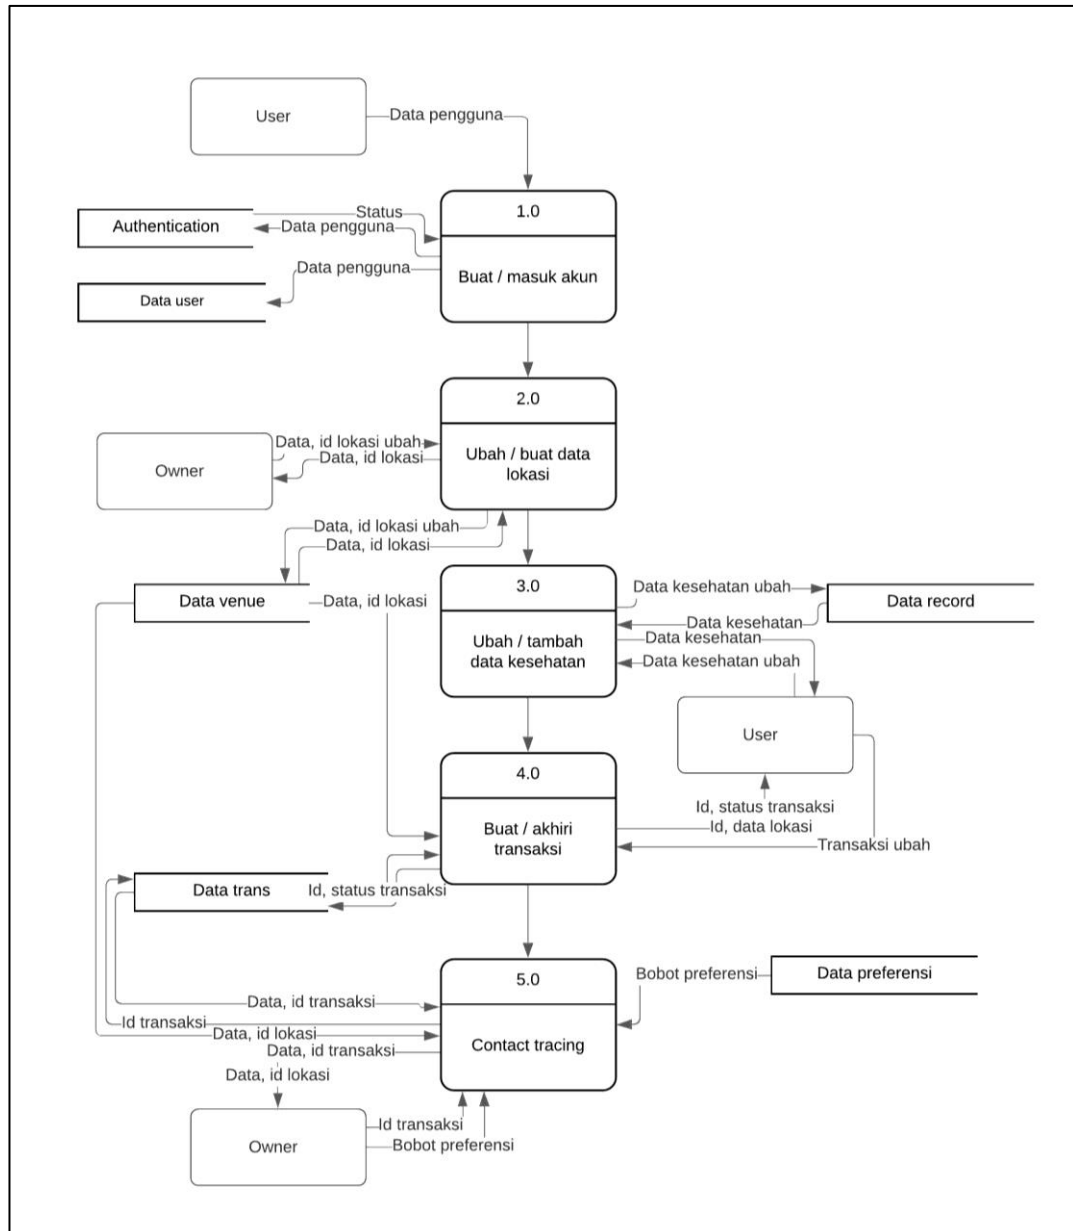 User
Data pengguna
1.0
Status
Authentication
Data pengguna
Data pengguna
Buat / masuk akun
Data user
2.0
Data, id lokasi ubah
Data, id lokasi
Owner
Ubah / buat data
lokasi
Data, id lokasi ubah
Data, id lokasi
3.0
Data kesehatan ubah
Data venue
Data, id lokasi
Data record
Data kesehatan
Data kesehatan
Ubah / tambah
data kesehatan
Data kesehatan ubah
User
4.0
Id, status transaksi
Id, data lokasi
Buat / akhiri
transaksi
Transaksi ubah
Data trans
Id, status transaksi
5.0
Bobot preferensi
Data preferensi
Data, id transaksi
Id transaksi
Data, id lokasi
Contact tracing
Data, id transaksi
Data, id lokasi
Id transaksi
Owner
Bobot preferensi